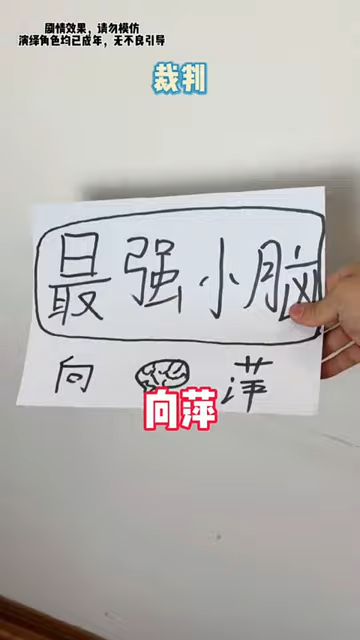 剧情效果，请勿模仿
演绎角色均已成年，无不良引导
裁判
最强小脑
向 萍
向萍